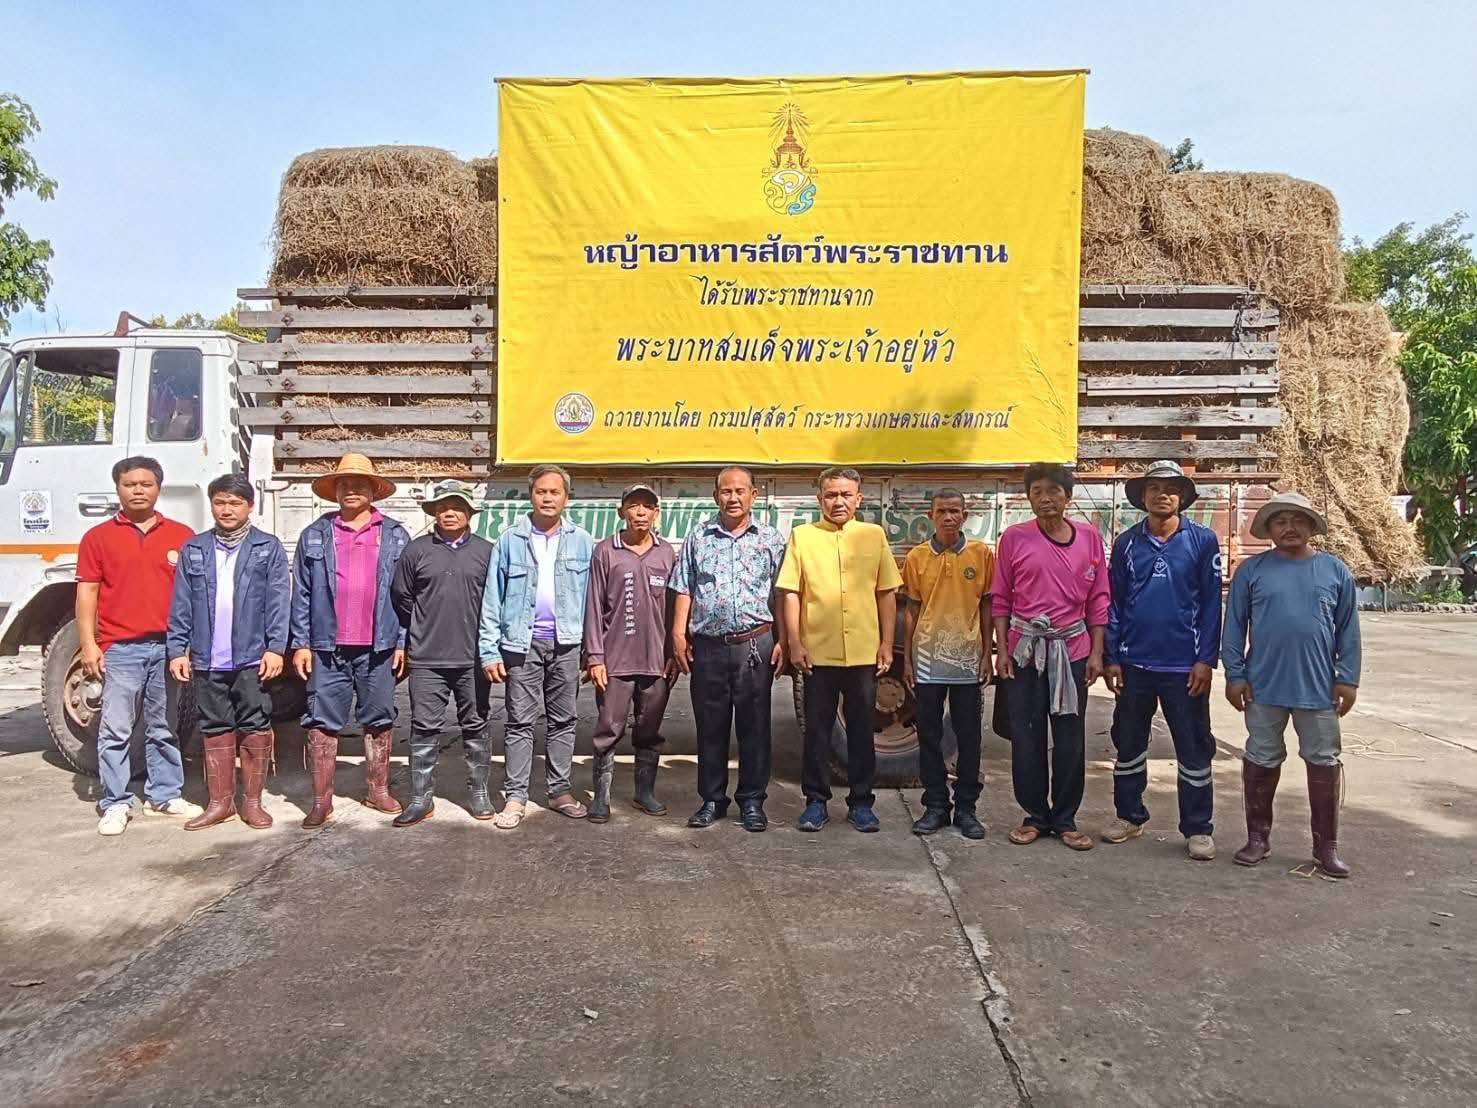 หญ้าอาหารสัตว์พระราชทาน
ได้รับพระราชทานจาก
พระบาทสมเด็จพระเจ้าอยู่หัว
ถวายงานโดย กรมปศุสัตว์ กระทรวงเกษตรและสหกรณ์